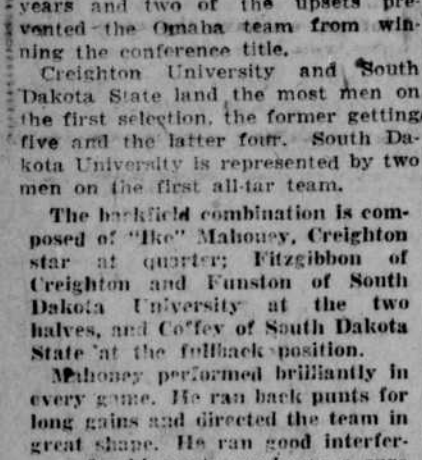 years and two of the upsets pre-
vented the Omaha team from win-
ning the conference title.
Creighton University and South
Dakota State land the most men on
the first selection, the former getting
five and the latter four. South Da-
kota University is represented by two
men on the first all-tar team.
The backfield combination is com-
posed of "Ike" Mahoney, Creighton
star at quarter; Fitzgibbon of
Creighton and Funston of South
Dakota University at the two
halves, and Coffey of South Dakota
State at the fullback position.
Mahoney performed brilliantly in
every game. He ran back punts for
long gains and directed the team in
great shape. He ran good interfer-